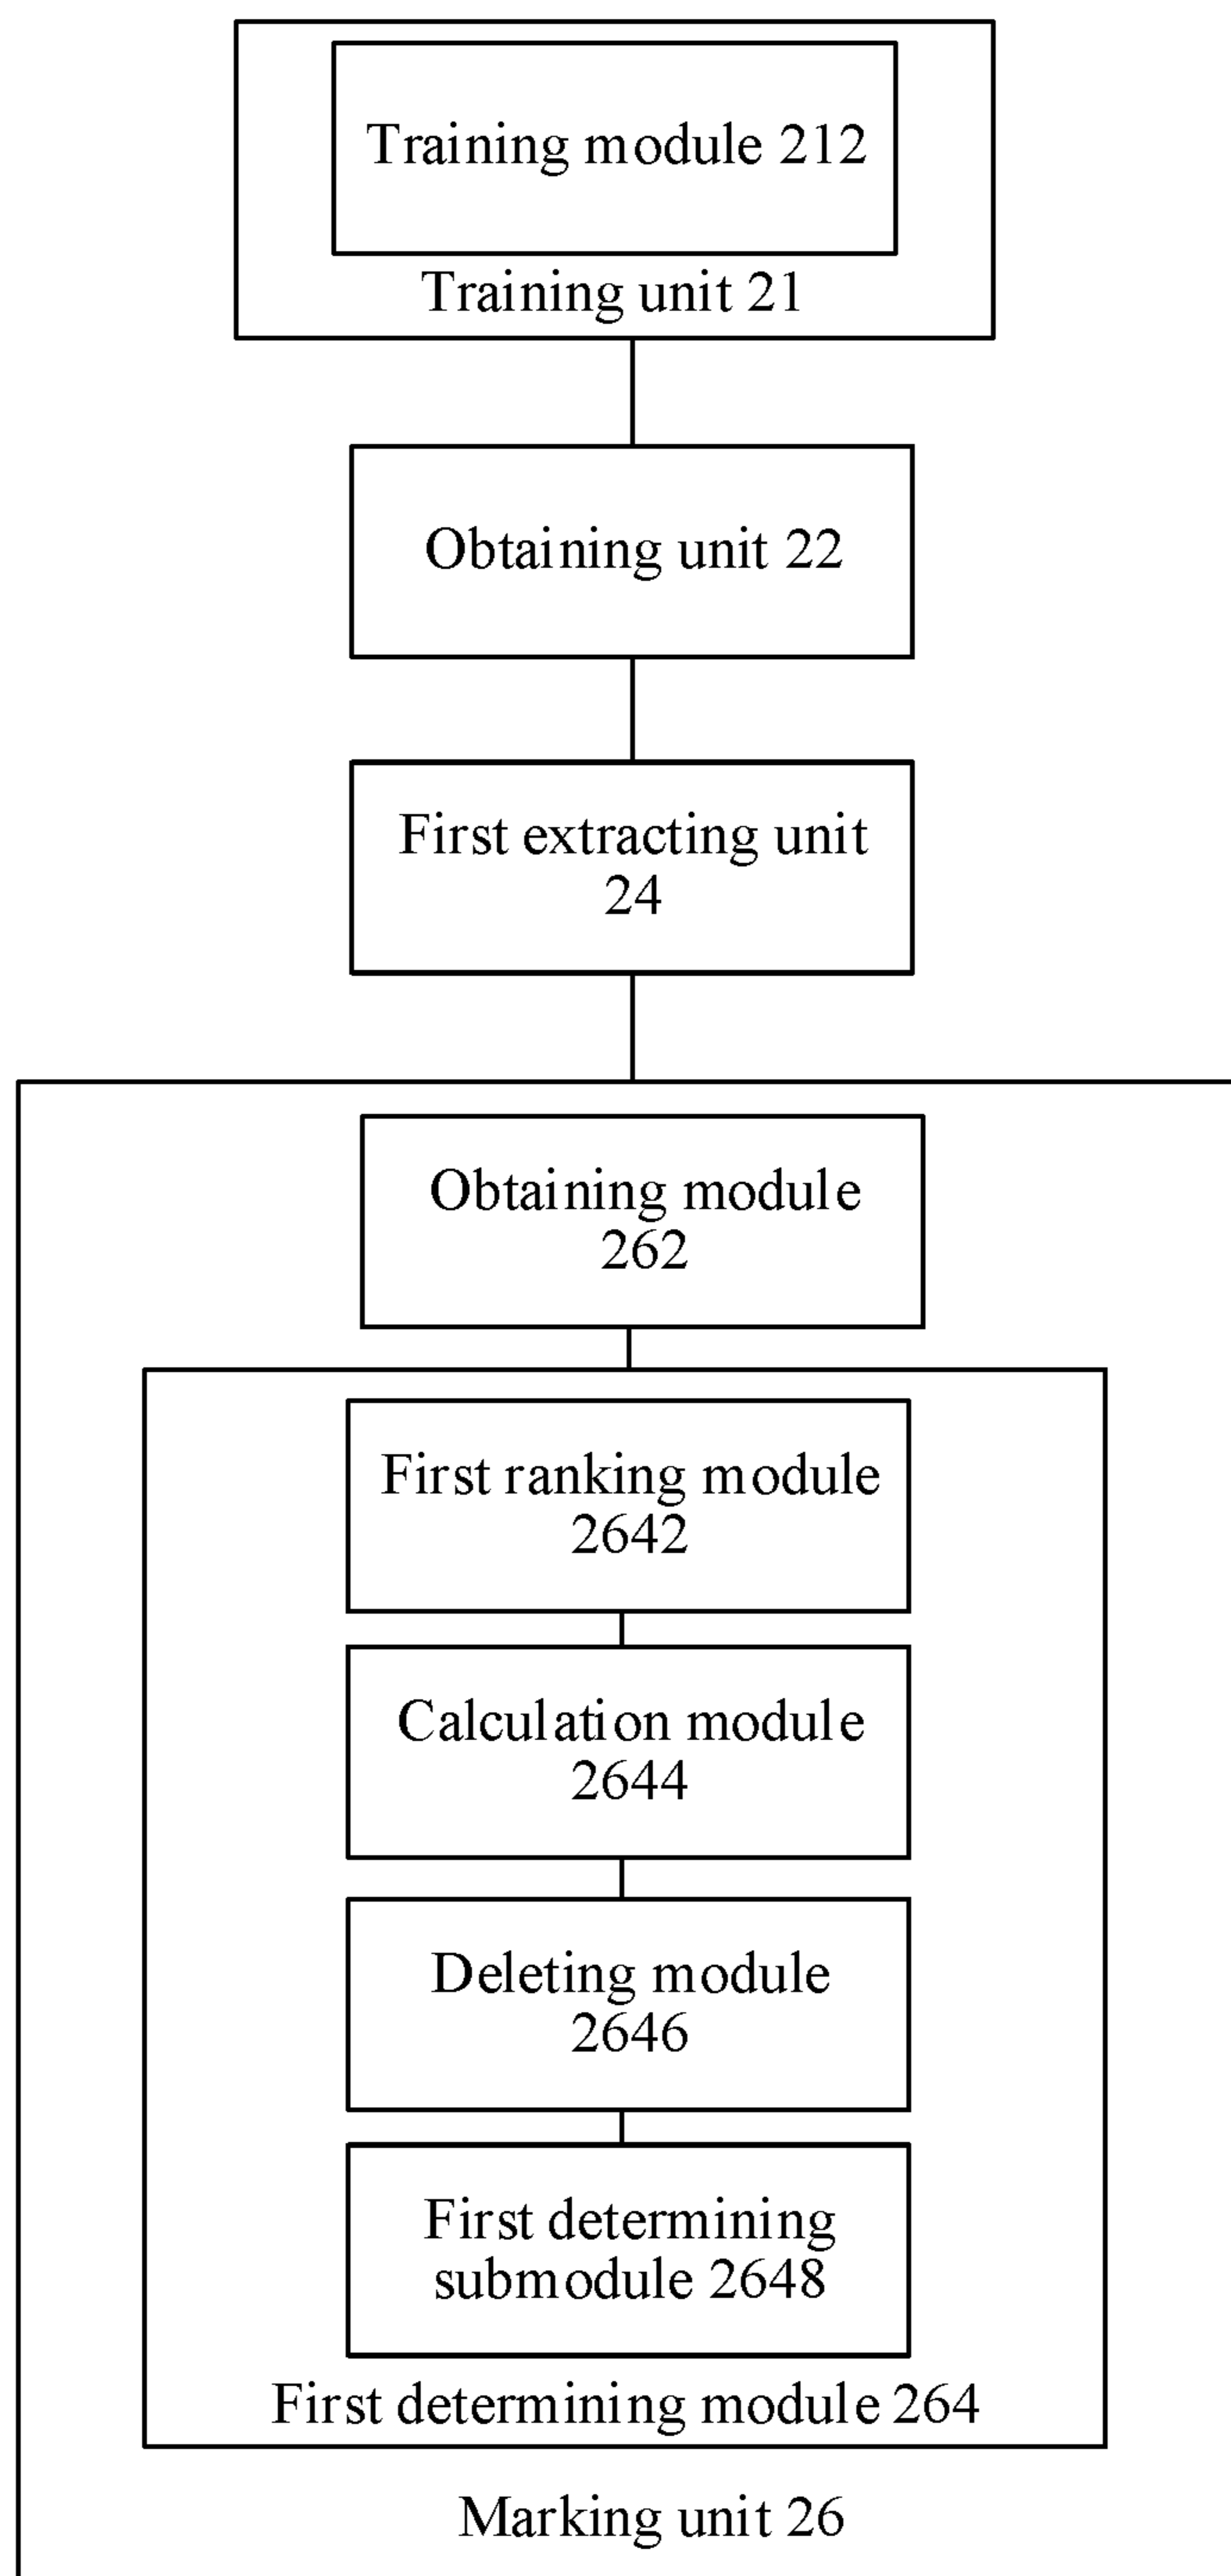 Training module 212
Training unit 21
Obtaining unit 22
First extracting unit
24
Obtaining module
262
First ranking module
2642
Calculation module
2644
Deleting module
2646
First determining
submodule 2648
First determining module 264
Marking unit 26